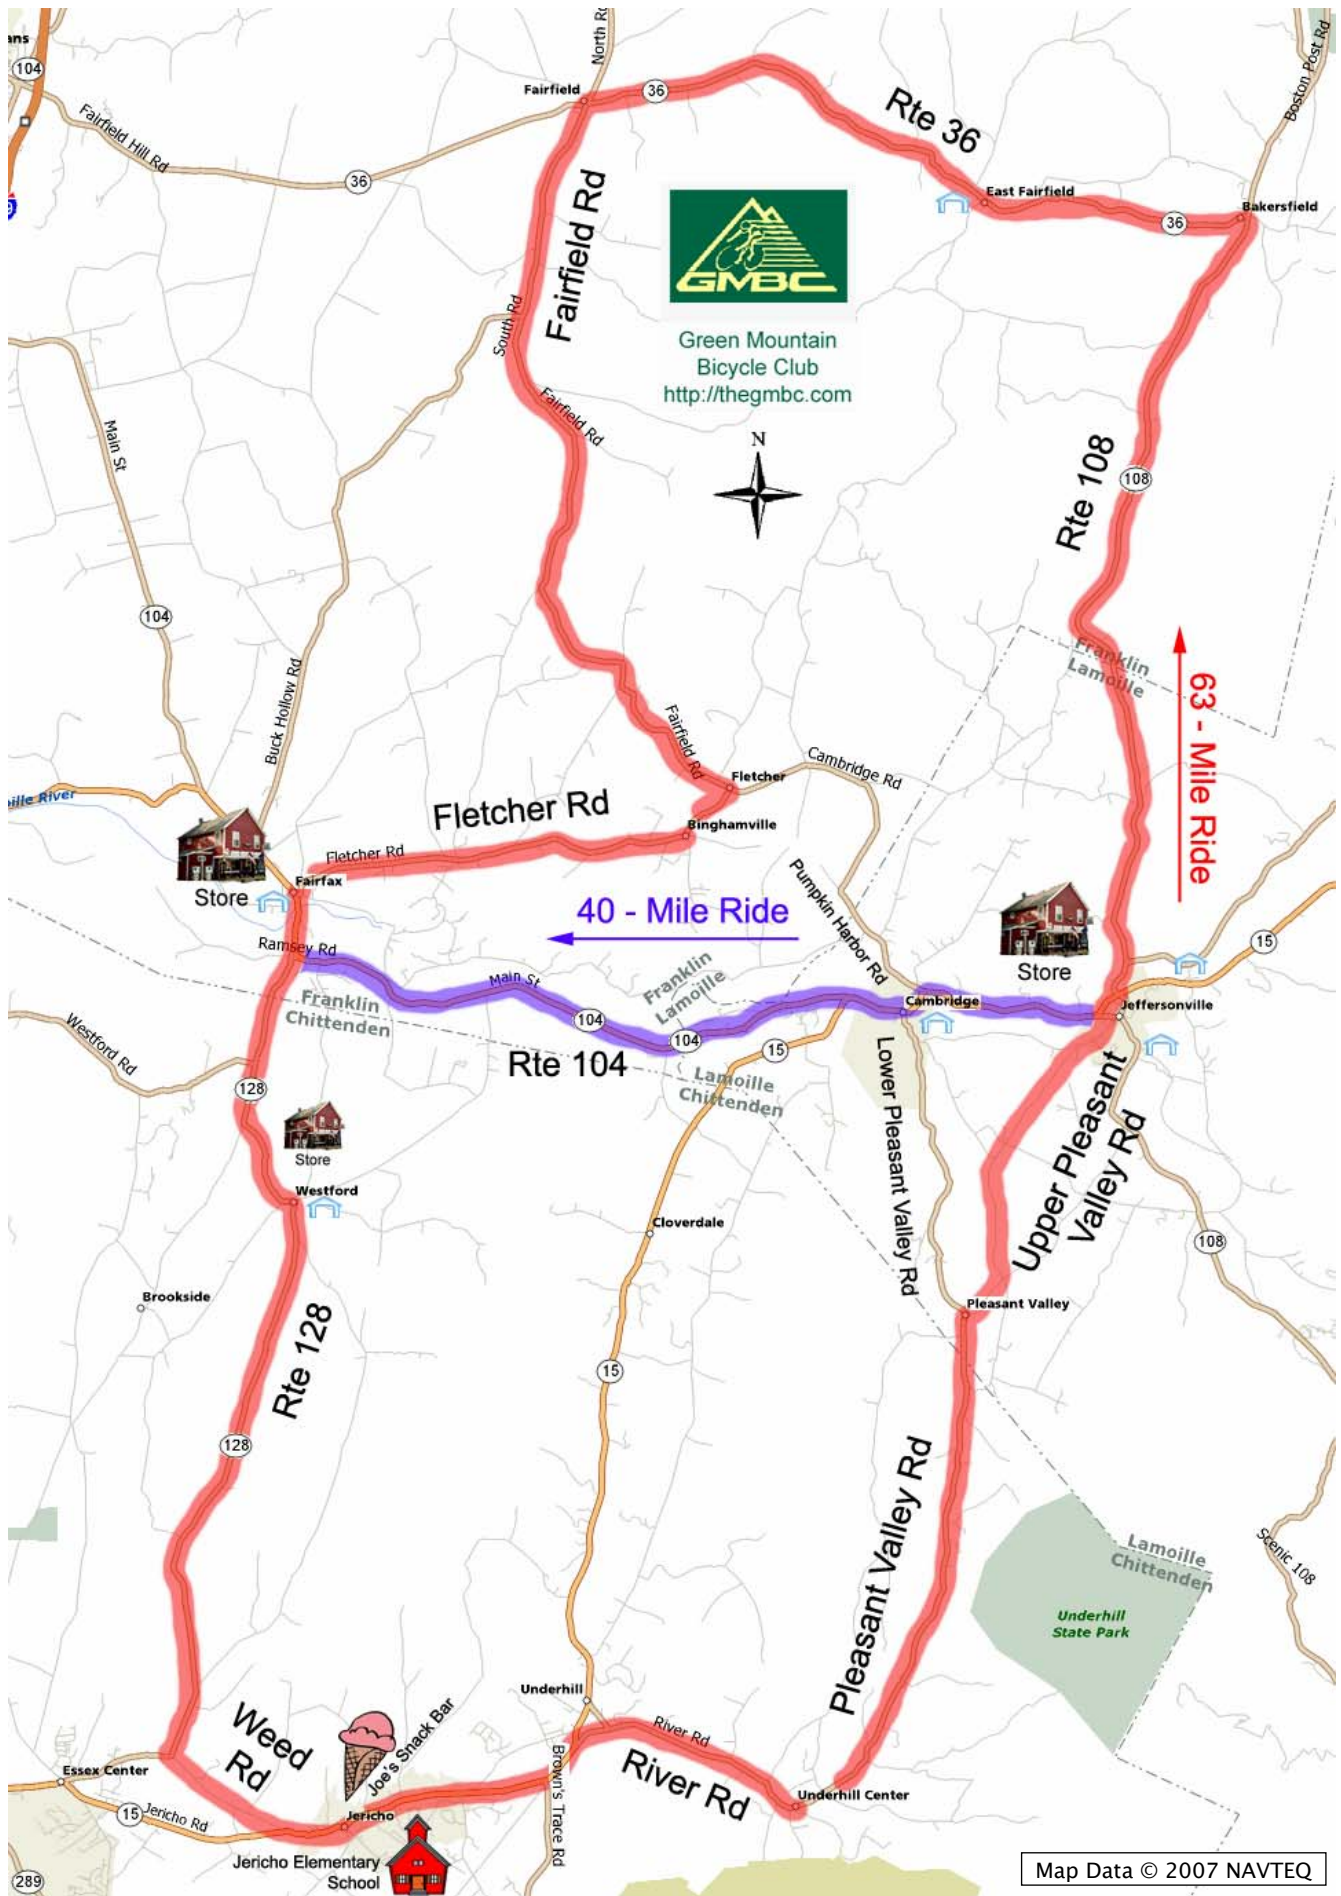 ans
104
North Rd
Boston Post Rd
Fairfield
36
Rte 36
Fairfield Hill Rd
36
East Fairfield
Bakersfield
36
Fairfield Rd
GMBC
South Rd
Green Mountain
Bicycle Club
http://thegmbc.com
Fairfield Rd
Main St
N
Rte 108
108
104
Franklin
Lamoille
Buck Hollow Rd
63 - Mile Ride
Fairfield Rd
Cambridge Rd
Fletcher
ille River
Fletcher Rd
Binghamville
Fletcher Rd
Fairfax
Store
Pumpkin Harbor Rd
40 - Mile Ride
Store
Ramsey Rd
15
Main St
Franklin
Lamoille
Franklin
Chittenden
Cambridge
Jeffersonville
104
104
15
Rte 104
Westford Rd
Lamoille
Chittenden
128
Lower Pleasant Valley Rd
Upper Pleasant
Valley Rd
Store
Westford
Cloverdale
108
Brookside
Pleasant Valley
Rte 128
15
128
Pleasant Valley Rd
Scenic 108
Lamoille
Chittenden
Underhill
State Park
Underhill
Weed
Rd
Joe's Snack Bar
River Rd
River Rd
Brown's Trace Rd
Essex Center
Underhill Center
15
Jericho Rd
Jericho
Jericho Elementary
School
289
Map Data © 2007 NAVTEQ